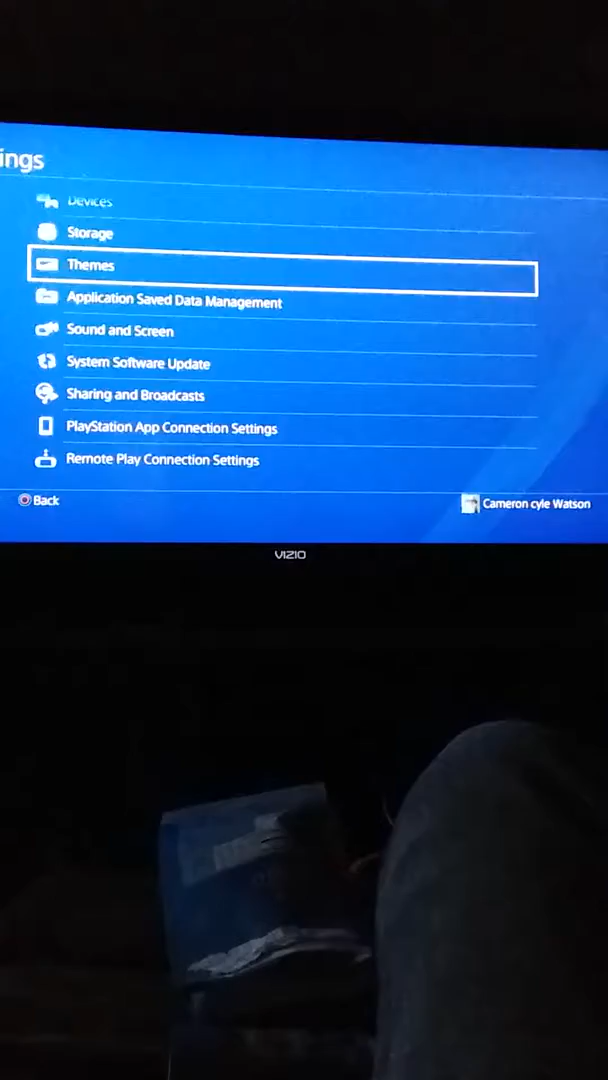 ings
Devices
Storage
Themes
Application Saved Data Management
Sound and Screen
System Software Update
Sharing and Broadcasts
PlayStation App Connection Settings
Remote Play Connection Settings
Back
Cameron cyle Watson
VIZIO